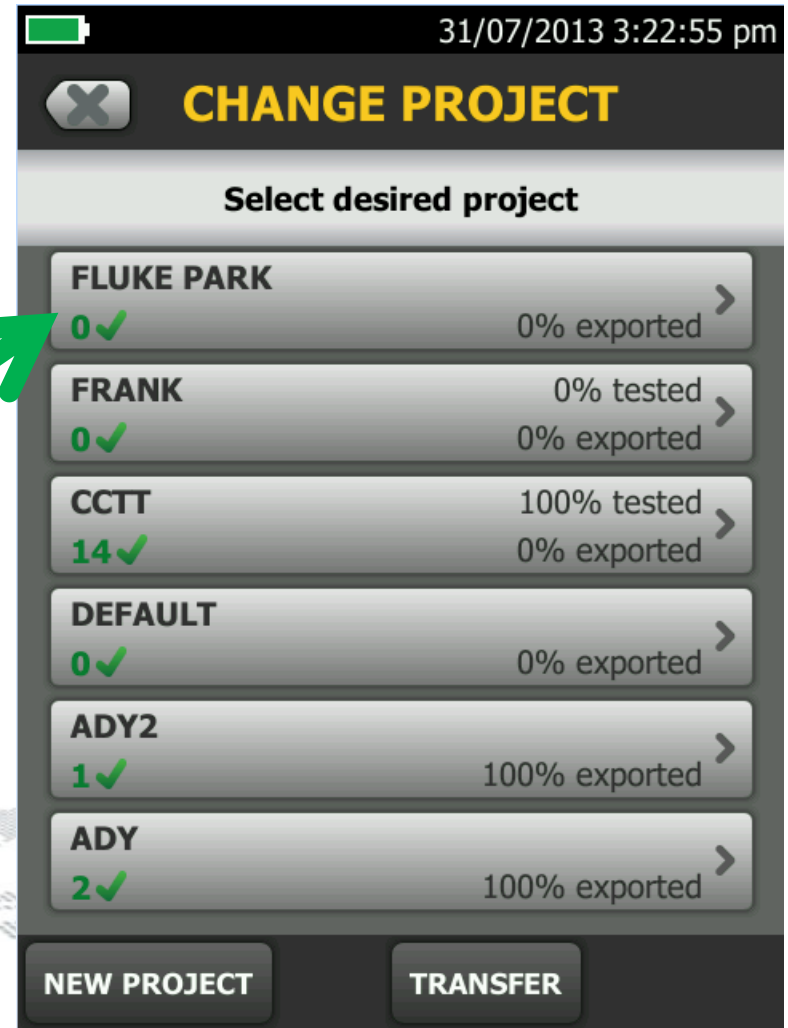 31/07/2013 3:22:55 pm
CHANGE PROJECT
Select desired project
FLUKE PARK
0 0% exported
FRANK 0% tested
0 0% exported
CCTT 100% tested
14 0% exported
DEFAULT
0 0% exported
ADY2
1 100% exported
ADY
2 100% exported
NEW PROJECT TRANSFER